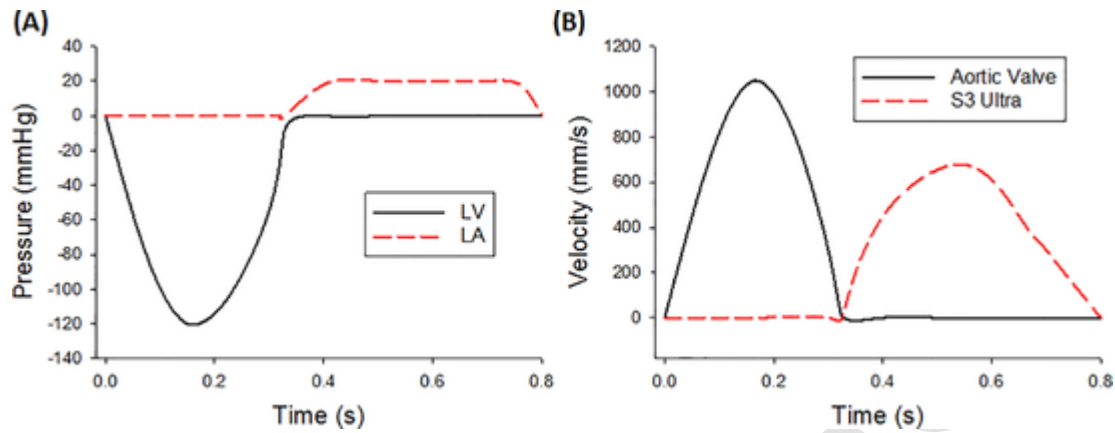 (A)
40
20
0
-20
-40
-60
-80
-100
-120
-140
Pressure (mmHg)
LV
LA
0.0 0.2 0.4 0.6 0.8
Time (s)
(B)
1200
1000
800
600
400
200
0
Velocity (mm/s)
Aortic Valve
S3 Ultra
0.0 0.2 0.4 0.6 0.8
Time (s)